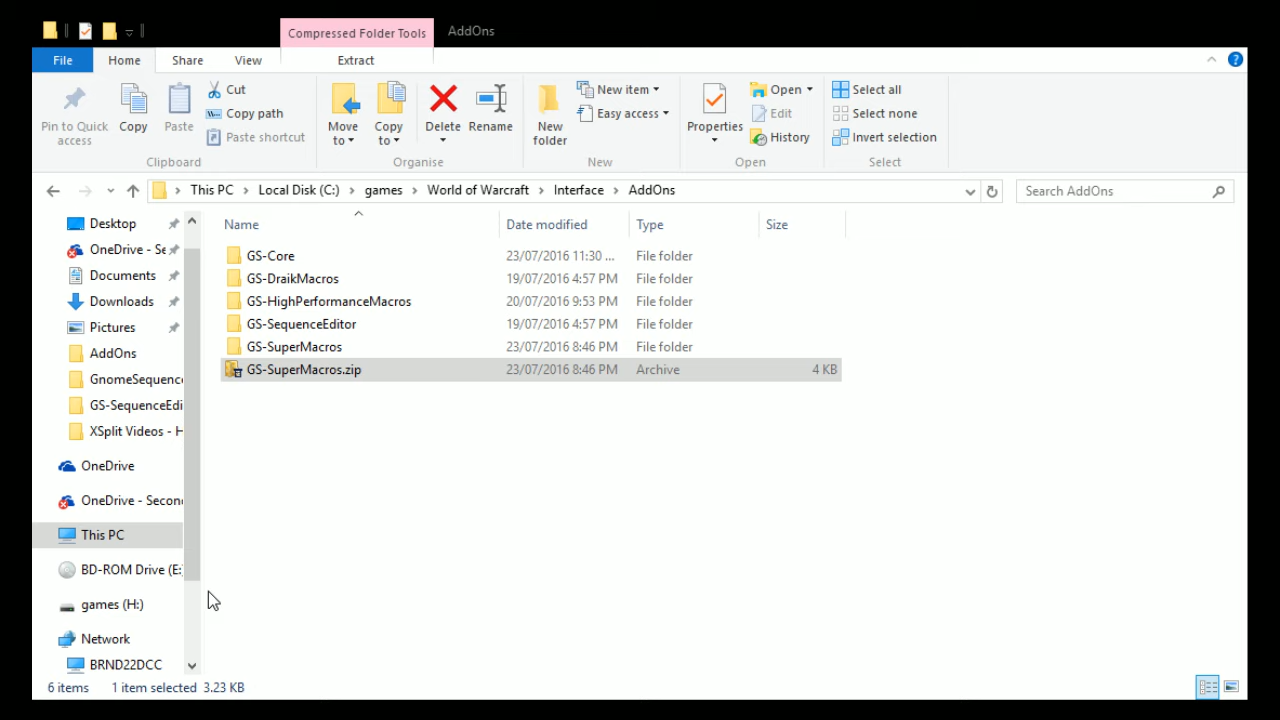 Compressed Folder Tools AddOns
File Home Share View Extract
Pin to Quick access
Copy
Paste
Cut
Copy path
Paste shortcut
Clipboard
Move to
Copy to
Delete
Rename
Organise
New folder
New item
Easy access
New
Properties
Open
Edit
History
Open
Select all
Select none
Invert selection
Select
This PC > Local Disk (C:) > games > World of Warcraft > Interface > AddOns
Search AddOns
Desktop
OneDrive - Se
Documents
Downloads
Pictures
AddOns
GnomeSequenc
GS-SequenceEdi
XSplit Videos - H
OneDrive
OneDrive - Secon
This PC
BD-ROM Drive (E:
games (H:)
Network
BRND22DCC
Name Date modified Type Size
GS-Core 23/07/2016 11:30 ... File folder
GS-DraikMacros 19/07/2016 4:57 PM File folder
GS-HighPerformanceMacros 20/07/2016 9:53 PM File folder
GS-SequenceEditor 19/07/2016 4:57 PM File folder
GS-SuperMacros 23/07/2016 8:46 PM File folder
GS-SuperMacros.zip 23/07/2016 8:46 PM Archive 4 KB
6 items 1 item selected 3.23 KB